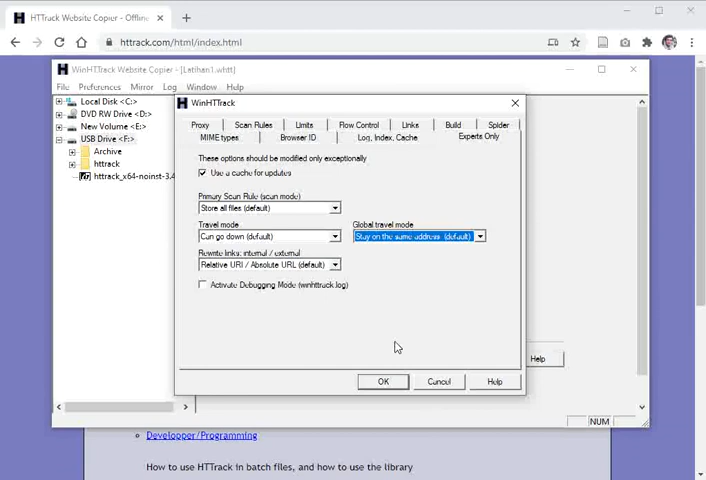 HTTrack Website Copier - Offlin
httrack.com/html/index.html
WinHTTrack Website Copier - [Latihan1.whtt]
File Preferences Mirror Log Window Help
Local Disk <C:>
DVD RW Drive <D:>
New Volume <E:>
USB Drive <F:>
Archive
httrack
httrack_x64-noinst-3.4
WinHTTrack
Proxy Scan Rules Limits Flow Control Links Build Spider
MIME types Browser ID Log, Index, Cache Experts Only
These options should be modified only exceptionally
Use a cache for updates
Primary Scan Rule (scan mode)
Store all files (default)
Travel mode Global travel mode
Can go down (default) Stay on the same address (default)
Rewrite links: internal / external
Relative URI / Absolute URL (default)
Activate Debugging Mode (winhttrack.log)
Help
OK Cancel Help
NUM
Developper/Programming
How to use HTTrack in batch files, and how to use the library